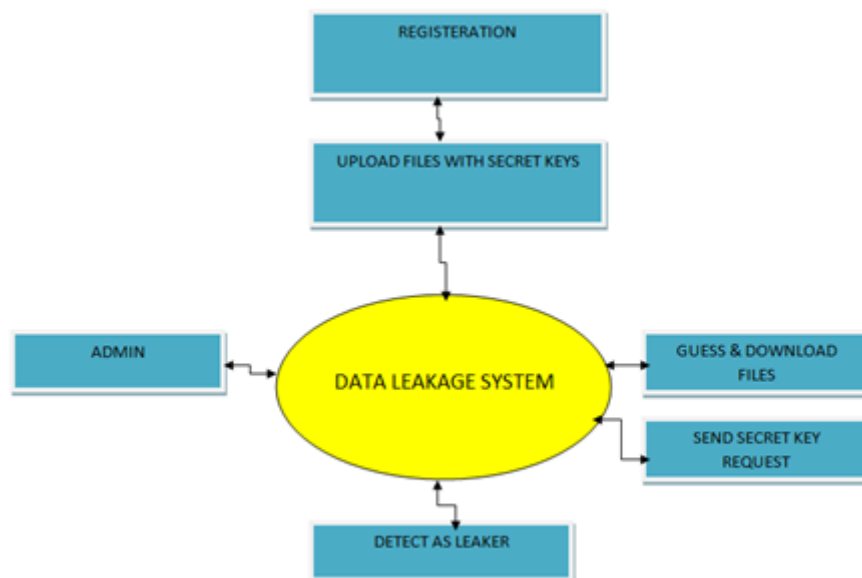 REGISTERATION
UPLOAD FILES WITH SECRET KEYS
ADMIN
DATA LEAKAGE SYSTEM
GUESS & DOWNLOAD
FILES
SEND SECRET KEY
REQUEST
DETECT AS LEAKER